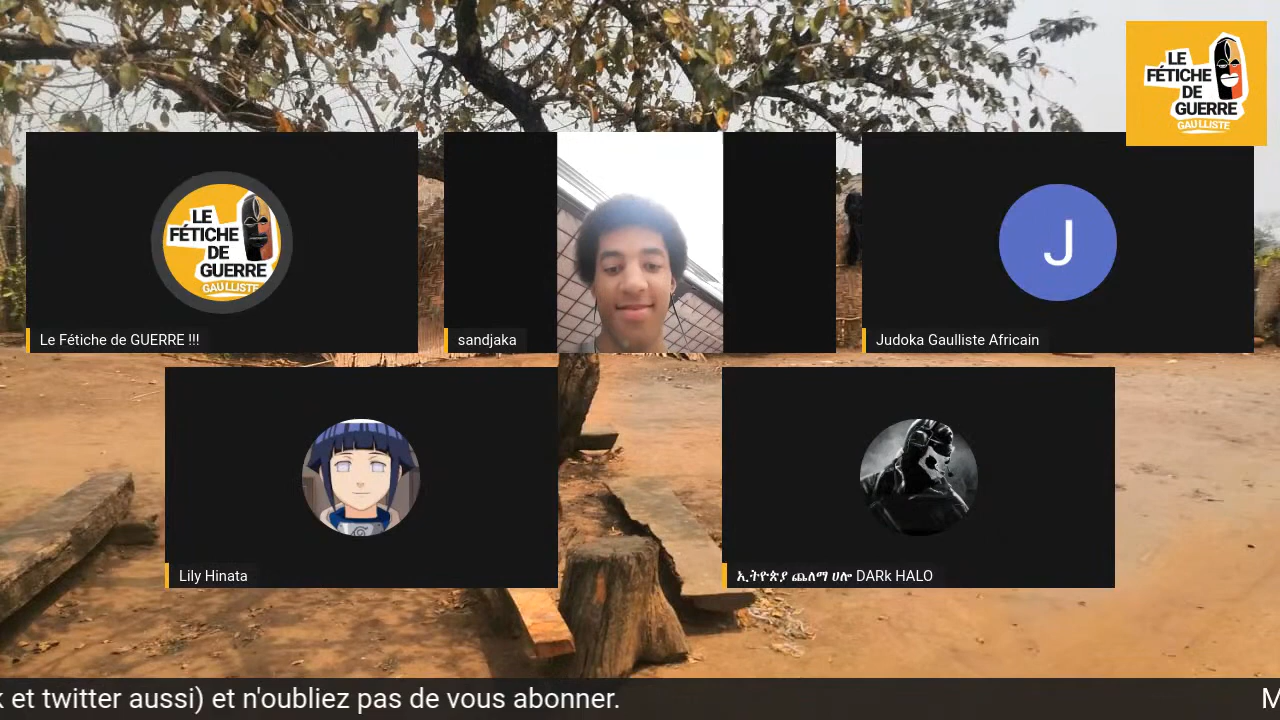 LE
FÉTICHE
DE
GUERRE
GAULLISTE
LE
FÉTICHE
DE
GUERRE
GAULLISTE
J
Le Fétiche de GUERRE !!!
sandjaka
Judoka Gaulliste Africain
Lily Hinata
ኢትዮጵያ ጨለማ ሀሎ DARk HALO
et twitter aussi) et n'oubliez pas de vous abonner.